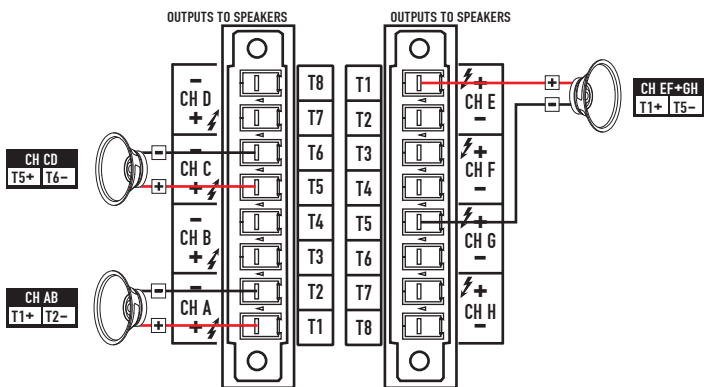 OUTPUTS TO SPEAKERS
OUTPUTS TO SPEAKERS
−
CH D
+
−
CH C
+
−
CH B
+
−
CH A
+
T8
T7
T6
T5
T4
T3
T2
T1
T1
T2
T3
T4
T5
T6
T7
T8
+
CH E
−
+
CH F
−
+
CH G
−
+
CH H
−
CH CD
T5+ T6−
−
+
CH AB
T1+ T2−
−
+
+
−
CH EF+GH
T1+ T5−